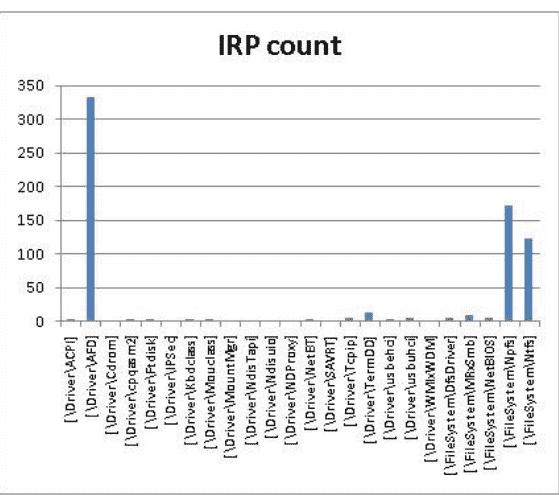 IRP count
350
300
250
200
150
100
50
0
[\Driver\ACPI]
[\Driver\AFD]
[\Driver\Cdrom]
[\Driver\cpqasm2]
[\Driver\Ftdisk]
[\Driver\IPSec]
[\Driver\Kbdclass]
[\Driver\Mouclass]
[\Driver\MountMgr]
[\Driver\NdisTapi]
[\Driver\Ndisuio]
[\Driver\NDProxy]
[\Driver\NetBT]
[\Driver\SAVRT]
[\Driver\Tcpip]
[\Driver\TermDD]
[\Driver\usbehci]
[\Driver\usbuhci]
[\Driver\WMIxWDM]
[\FileSystem\DfsDriver]
[\FileSystem\MRxSmb]
[\FileSystem\NetBIOS]
[\FileSystem\Npfs]
[\FileSystem\Ntfs]